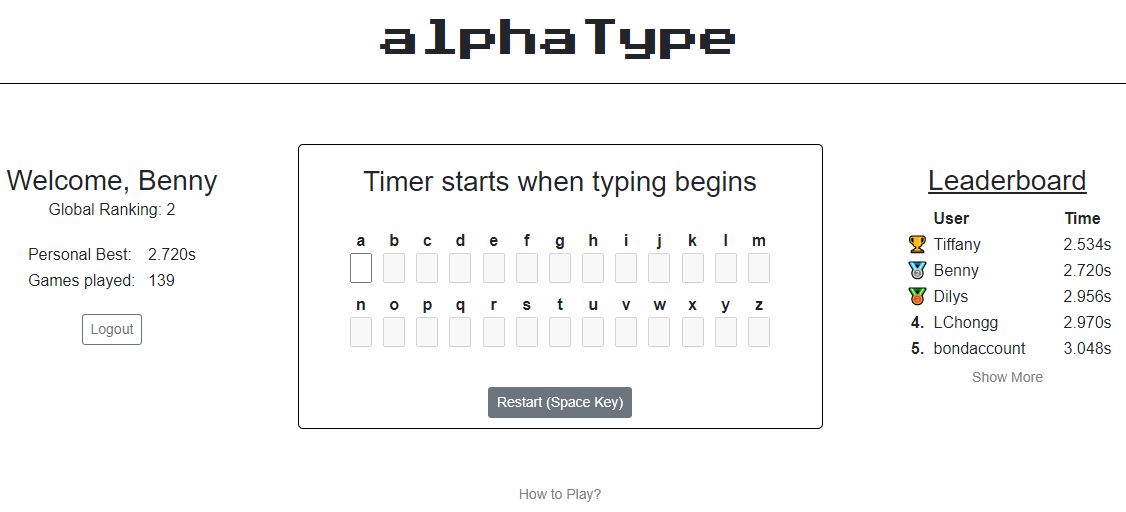 alphaType
Welcome, Benny
Global Ranking: 2
Personal Best: 2.720s
Games played: 139
Logout
Timer starts when typing begins
a b c d e f g h i j k l m
n o p q r s t u v w x y z
Restart (Space Key)
Leaderboard
User Time
Tiffany 2.534s
Benny 2.720s
Dilys 2.956s
4. LChongg 2.970s
5. bondaccount 3.048s
Show More
How to Play?